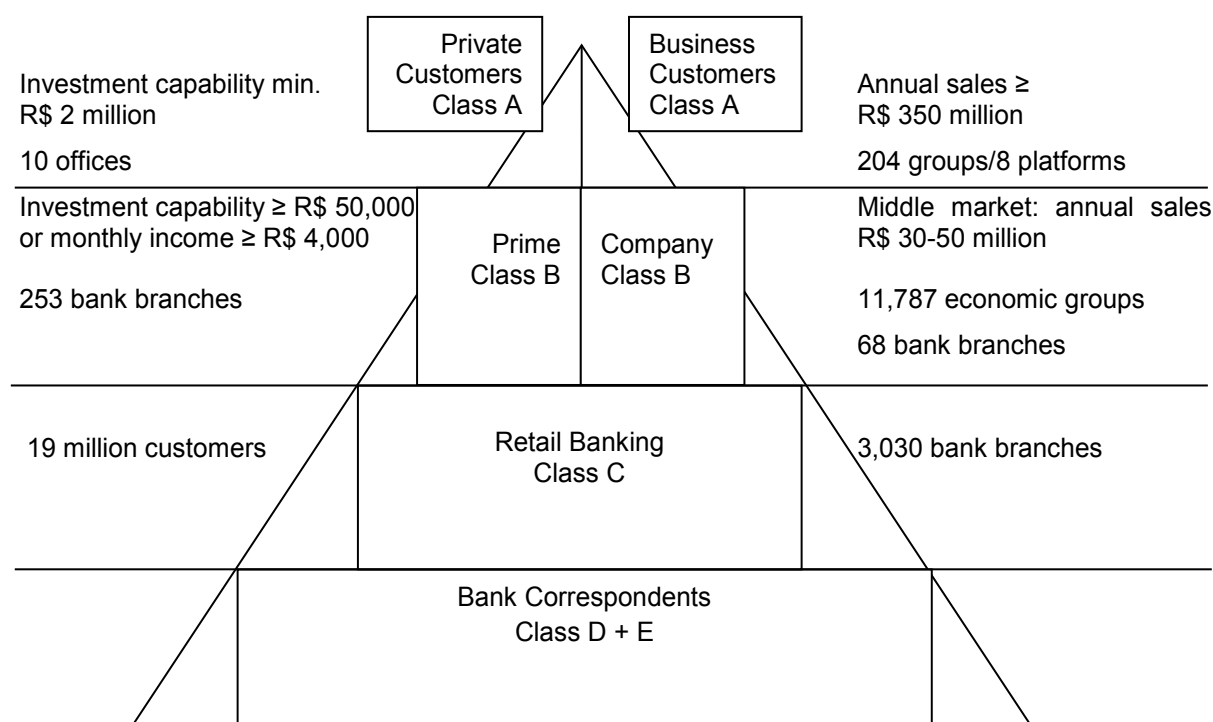 Private
Customers
Class A
Business
Customers
Class A
Investment capability min.
R$ 2 million
10 offices
Annual sales ≥
R$ 350 million
204 groups/8 platforms
Investment capability ≥ R$ 50,000
or monthly income ≥ R$ 4,000
253 bank branches
Prime
Class B
Company
Class B
Middle market: annual sales
R$ 30-50 million
11,787 economic groups
68 bank branches
19 million customers
Retail Banking
Class C
3,030 bank branches
Bank Correspondents
Class D + E